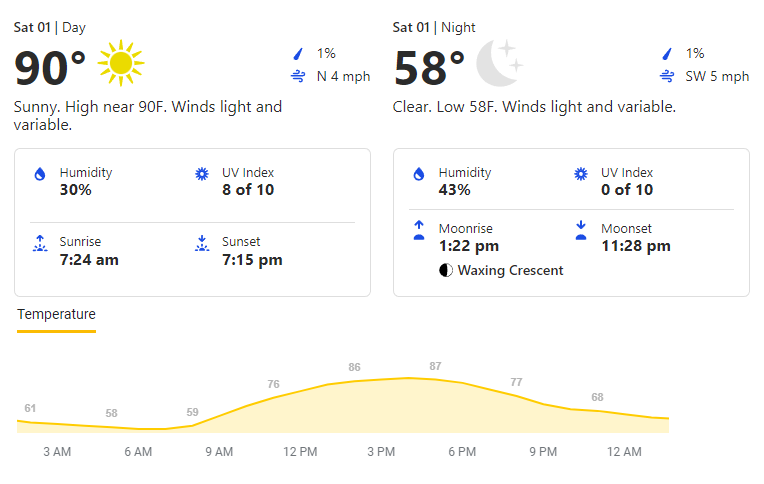 Sat 01 | Day
90°
1%
N 4 mph
Sunny. High near 90F. Winds light and
variable.
Humidity
30%
UV Index
8 of 10
Sunrise
7:24 am
Sunset
7:15 pm
Sat 01 | Night
58°
1%
SW 5 mph
Clear. Low 58F. Winds light and variable.
Humidity
43%
UV Index
0 of 10
Moonrise
1:22 pm
Waxing Crescent
Moonset
11:28 pm
Temperature
61
58
59
76
86
87
77
68
3 AM
6 AM
9 AM
12 PM
3 PM
6 PM
9 PM
12 AM